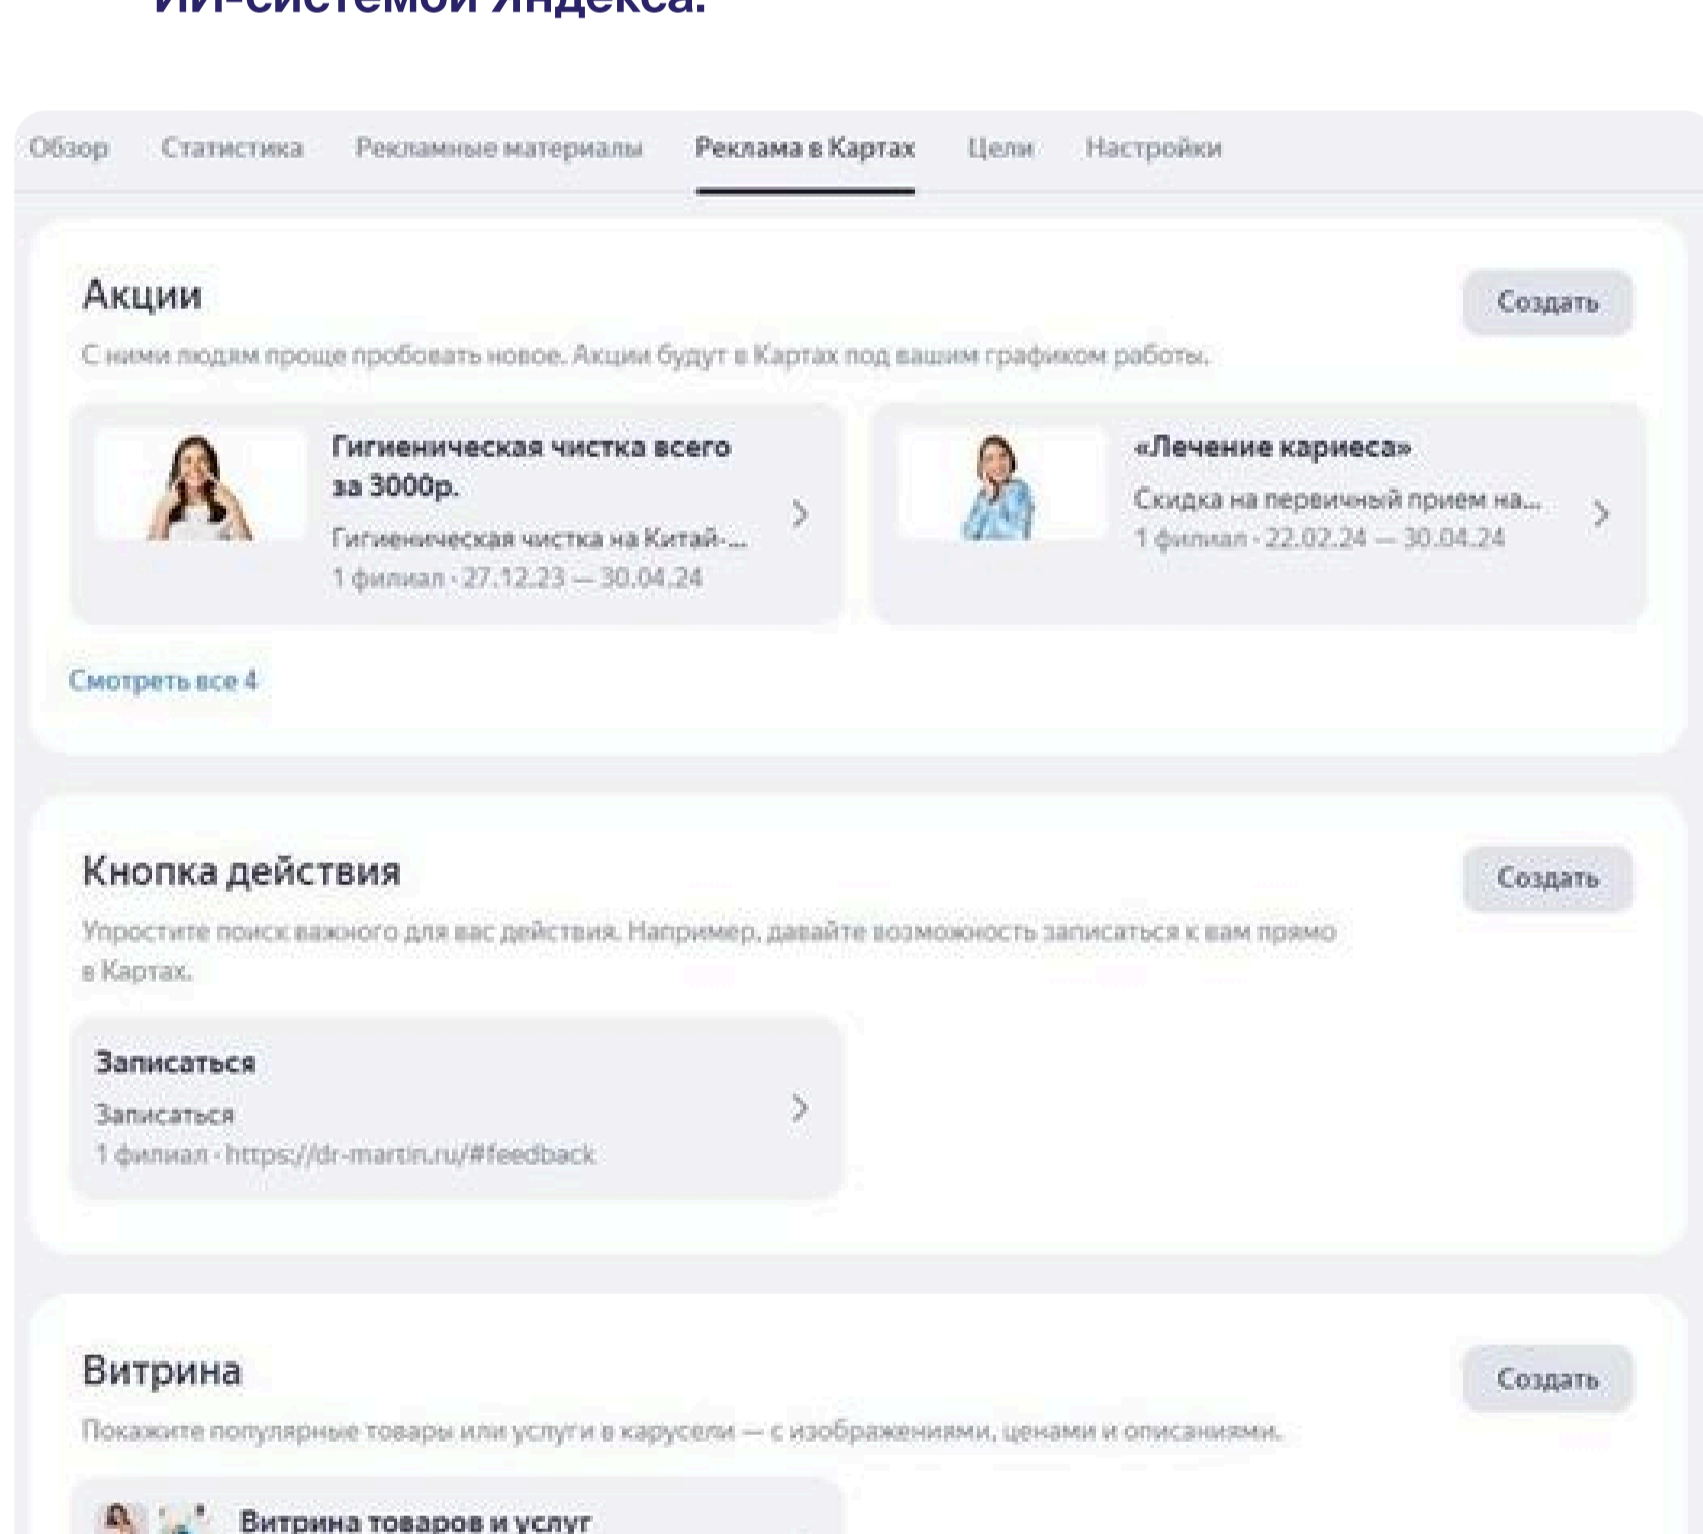 ИИ-системой Яндекса.
Обзор Статистика Рекламные материалы Реклама в Картах Цели Настройки
Акции
Создать
С ними людям проще пробовать новое. Акции будут в Картах под вашим графиком работы.
Гигиеническая чистка всего
за 3000р.
Гигиеническая чистка на Китай-...
1 филиал · 27.12.23 — 30.04.24
«Лечение кариеса»
Скидка на первичный прием на...
1 филиал · 22.02.24 — 30.04.24
Смотреть все 4
Кнопка действия
Создать
Упростите поиск важного для вас действия. Например, давайте возможность записаться к вам прямо
в Картах.
Записаться
Записаться
1 филиал · https://dr-martin.ru/#feedback
Витрина
Создать
Покажите популярные товары или услуги в карусели — с изображениями, ценами и описаниями.
Витрина товаров и услуг